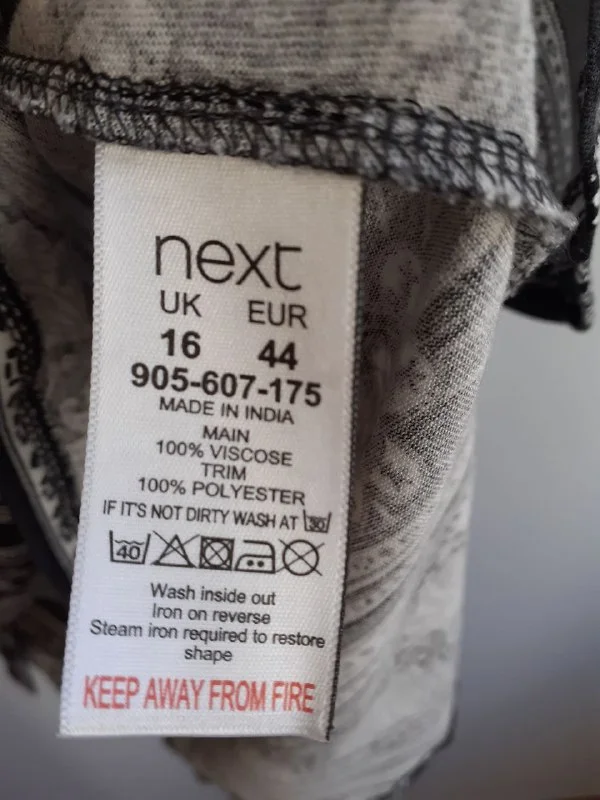 next
UK EUR
16 44
905-607-175
MADE IN INDIA
MAIN
100% VISCOSE
TRIM
100% POLYESTER
IF IT'S NOT DIRTY WASH AT 30
40
Wash inside out
Iron on reverse
Steam iron required to restore
shape
KEEP AWAY FROM FIRE